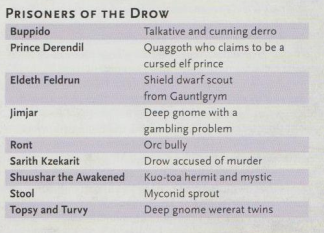 PRISONERS OF THE DROW
Buppido Talkative and cunning derro
Prince Derendil Quaggoth who claims to be a
cursed elf prince
Eldeth Feldrun Shield dwarf scout
from Gauntlgrym
Jimjar Deep gnome with a
gambling problem
Ront Orc bully
Sarith Kzekarit Drow accused of murder
Shuushar the Awakened Kuo-toa hermit and mystic
Stool Myconid sprout
Topsy and Turvy Deep gnome wererat twins